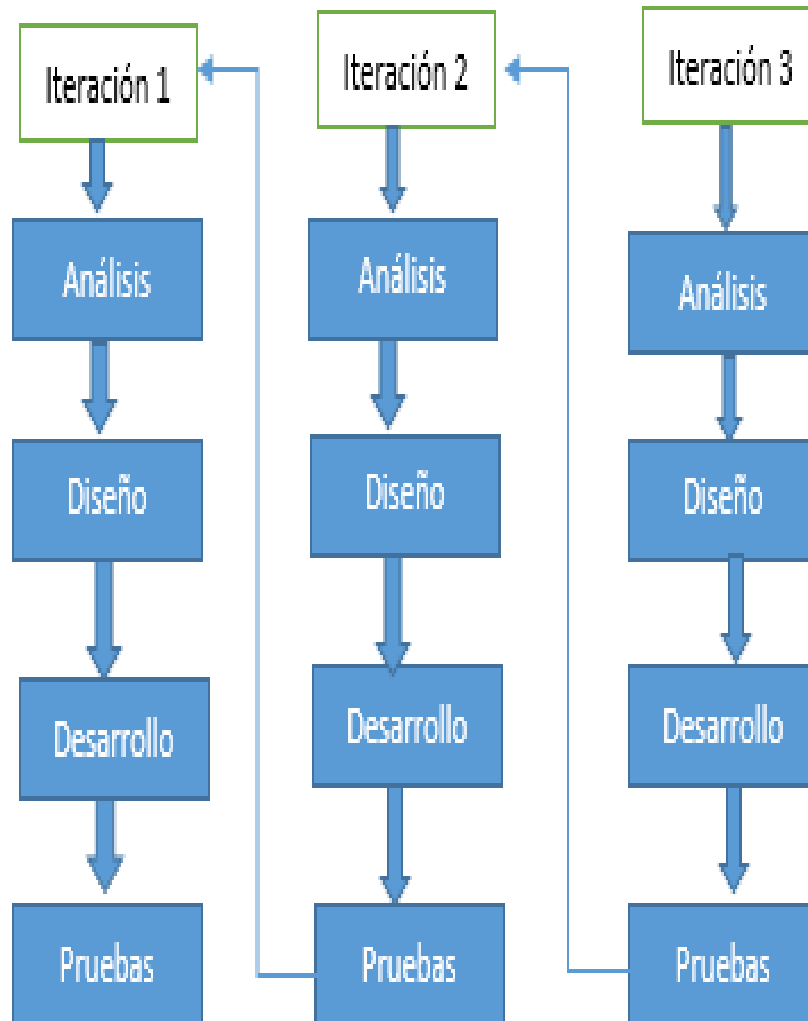 Iteración 1
Análisis
Diseño
Desarrollo
Pruebas
Iteración 2
Análisis
Diseño
Desarrollo
Pruebas
Iteración 3
Análisis
Diseño
Desarrollo
Pruebas